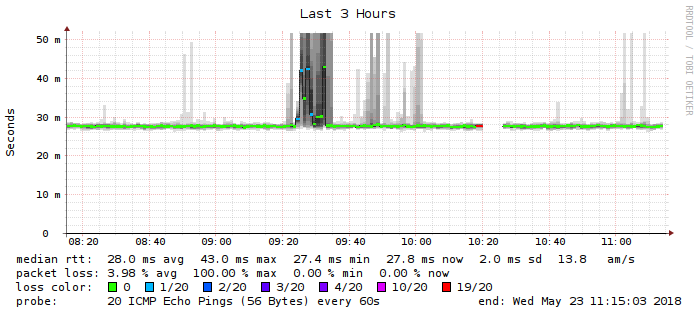 Last 3 Hours
RRDTOOL / TOBI OETIKER
Seconds
50 m
40 m
30 m
20 m
10 m
0
08:20 08:40 09:00 09:20 09:40 10:00 10:20 10:40 11:00
median rtt: 28.0 ms avg 43.0 ms max 27.4 ms min 27.8 ms now 2.0 ms sd 13.8 am/s
packet loss: 3.98 % avg 100.00 % max 0.00 % min 0.00 % now
loss color: 0 1/20 2/20 3/20 4/20 10/20 19/20
probe: 20 ICMP Echo Pings (56 Bytes) every 60s end: Wed May 23 11:15:03 2018